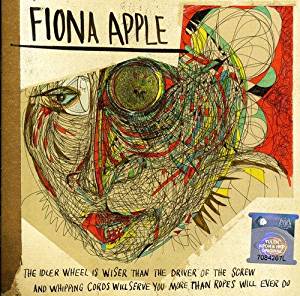 FIONA APPLE
THE IDLER WHEEL IS WISER THAN THE DRIVER OF THE SCREW
AND WHIPPING CORDS WILL SERVE YOU MORE THAN ROPES WILL EVER DO
7084267L